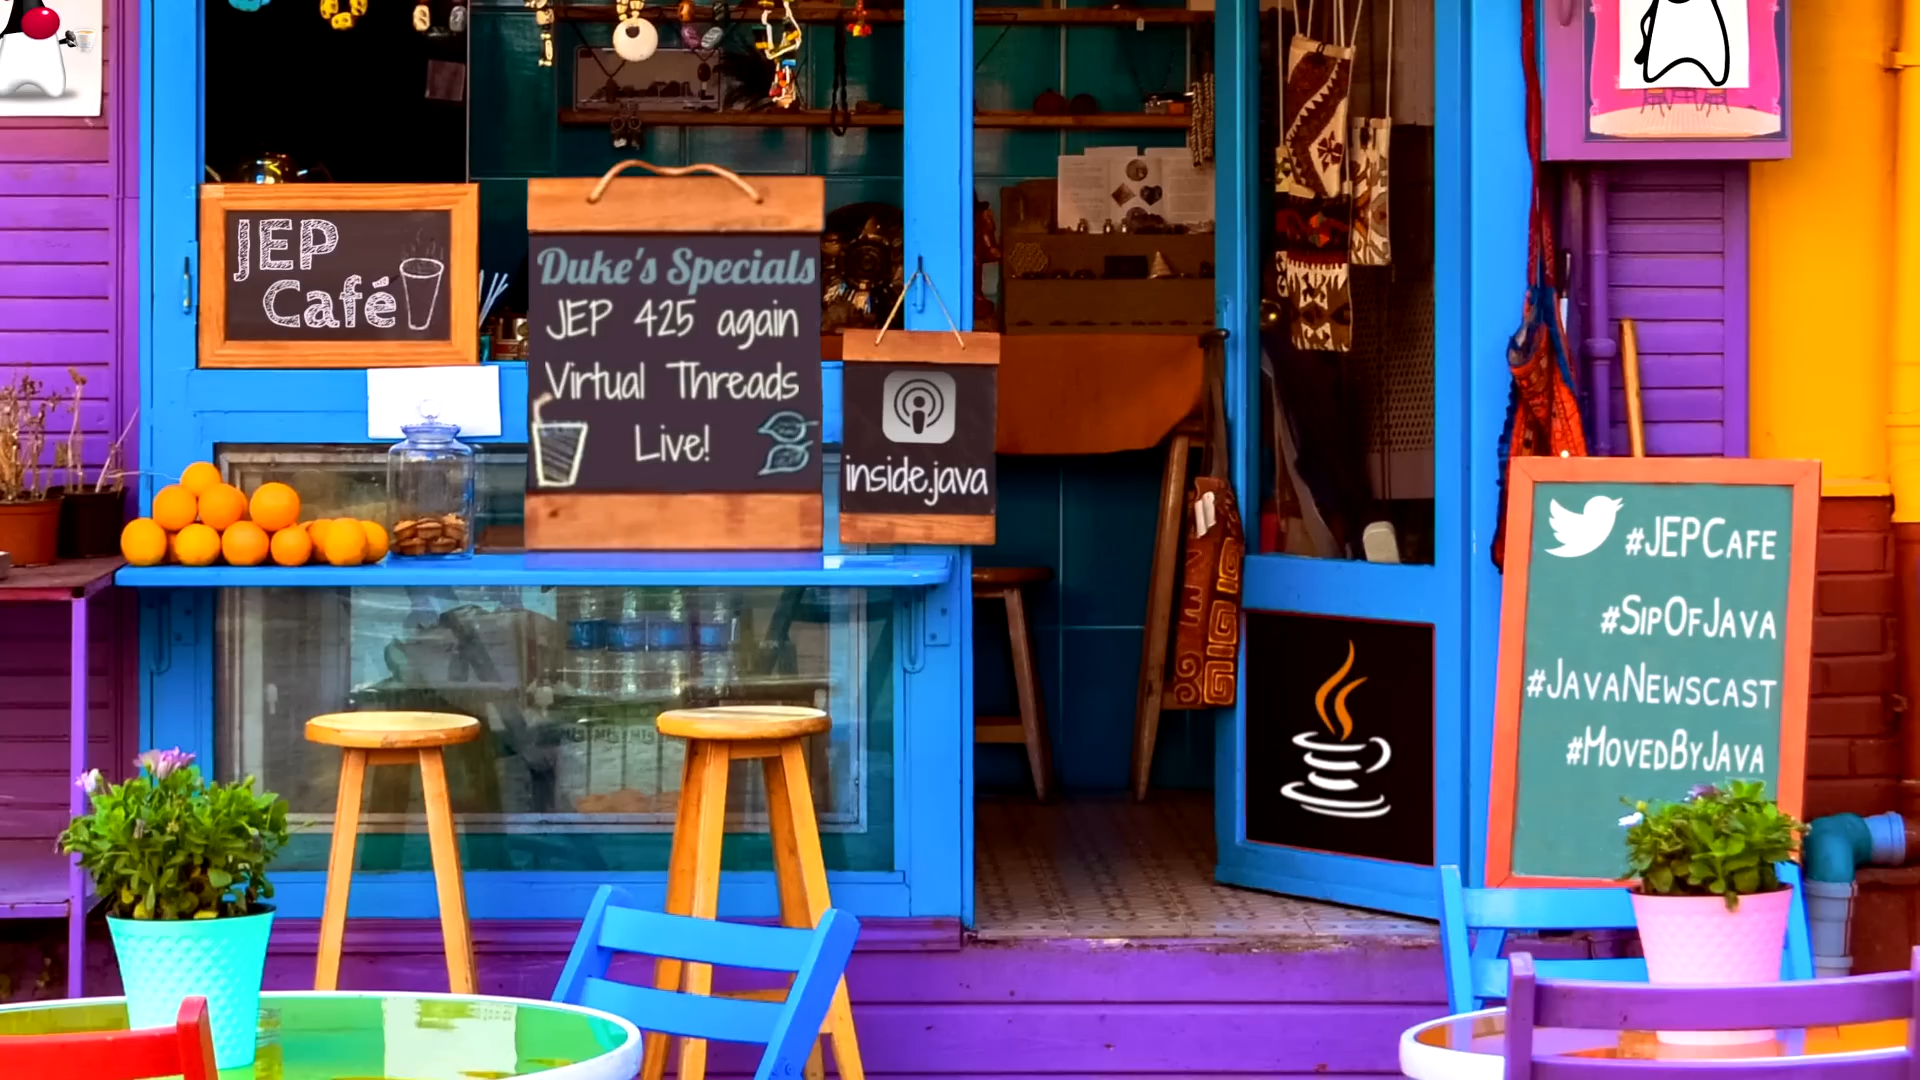 JEP
Café
Duke's Specials
JEP 425 again
Virtual Threads
Live!
inside.java
#JEPCafe
#SipOfJava
#JavaNewscast
#MovedByJava